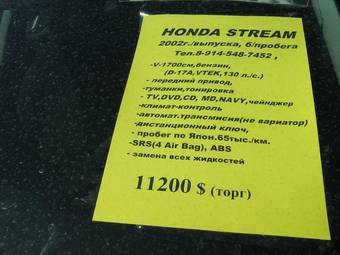 HONDA STREAM
2002г./выпуска, б/пробега
Тел.8-914-548-7452 ,
-V-1700см,бензин,
(D-17A,VTEK,130 л./с.)
- передний привод,
-туманки,тонировка
- TV,DVD,CD, MD,NAVY,чейнджер
-климат-контроль
-автомат.трансмисия(не вариатор)
-дистанционный ключ,
- пробег по Япон.65тыс./км.
-SRS(4 Air Bag), ABS
- замена всех жидкостей
11200 $ (торг)